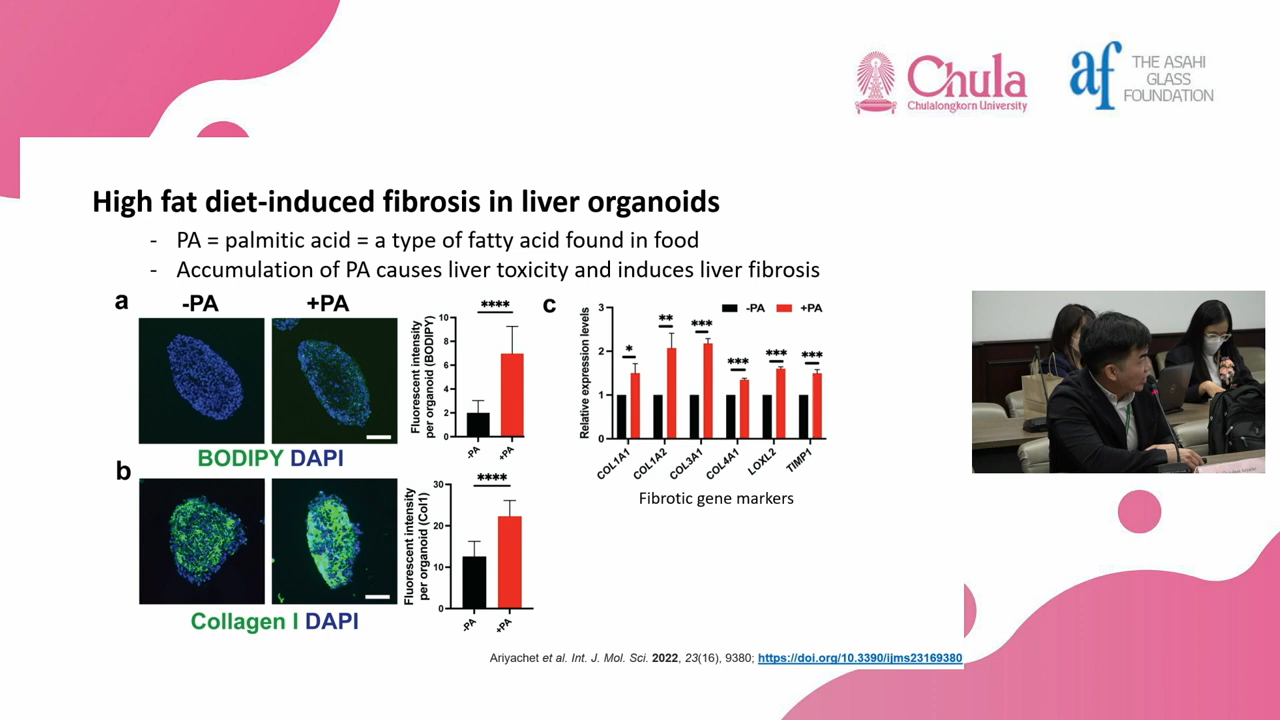 Chula
Chulalongkorn University
af
THE ASAHI
GLASS
FOUNDATION
High fat diet-induced fibrosis in liver organoids
- PA = palmitic acid = a type of fatty acid found in food
- Accumulation of PA causes liver toxicity and induces liver fibrosis
a
-PA
+PA
BODIPY DAPI
Fluorescent intensity
per organoid (BODIPY)
10
8
6
4
2
0
****
-PA
+PA
b
Collagen I DAPI
Fluorescent intensity
per organoid (Col1)
30
20
10
0
****
-PA
+PA
c
Relative expression levels
3
2
1
0
-PA
+PA
*
**
***
***
***
***
COL1A1
COL1A2
COL3A1
COL4A1
LOXL2
TIMP1
Fibrotic gene markers
Ariyachet et al. Int. J. Mol. Sci. 2022, 23(16), 9380; https://doi.org/10.3390/ijms23169380